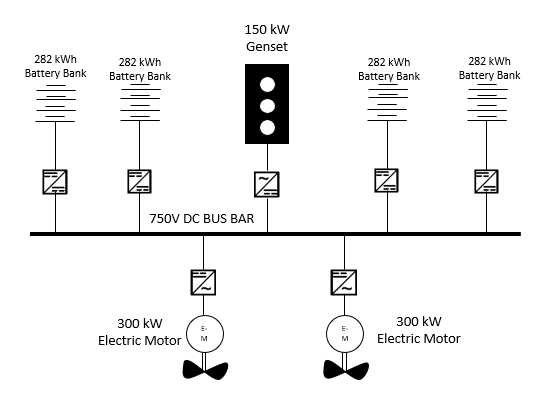 150 kW
Genset
282 kWh
Battery Bank
282 kWh
Battery Bank
282 kWh
Battery Bank
282 kWh
Battery Bank
750V DC BUS BAR
300 kW
Electric Motor
E-
M
E-
M
300 kW
Electric Motor